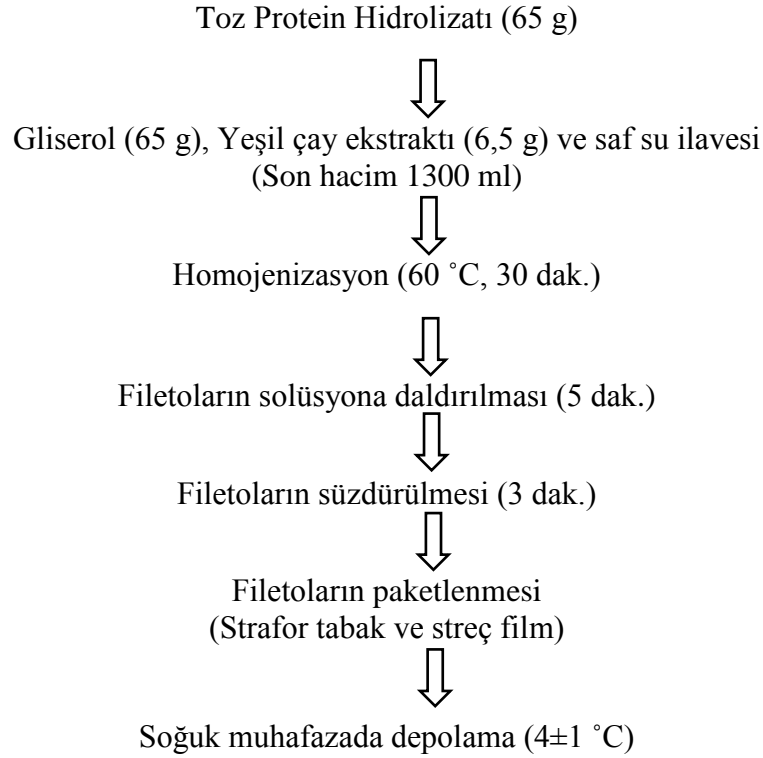 Toz Protein Hidrolizatı (65 g)
Gliserol (65 g), Yeşil çay ekstraktı (6,5 g) ve saf su ilavesi
(Son hacim 1300 ml)
Homojenizasyon (60 ˚C, 30 dak.)
Filetoların solüsyona daldırılması (5 dak.)
Filetoların süzdürülmesi (3 dak.)
Filetoların paketlenmesi
(Strafor tabak ve streç film)
Soğuk muhafazada depolama (4±1 ˚C)